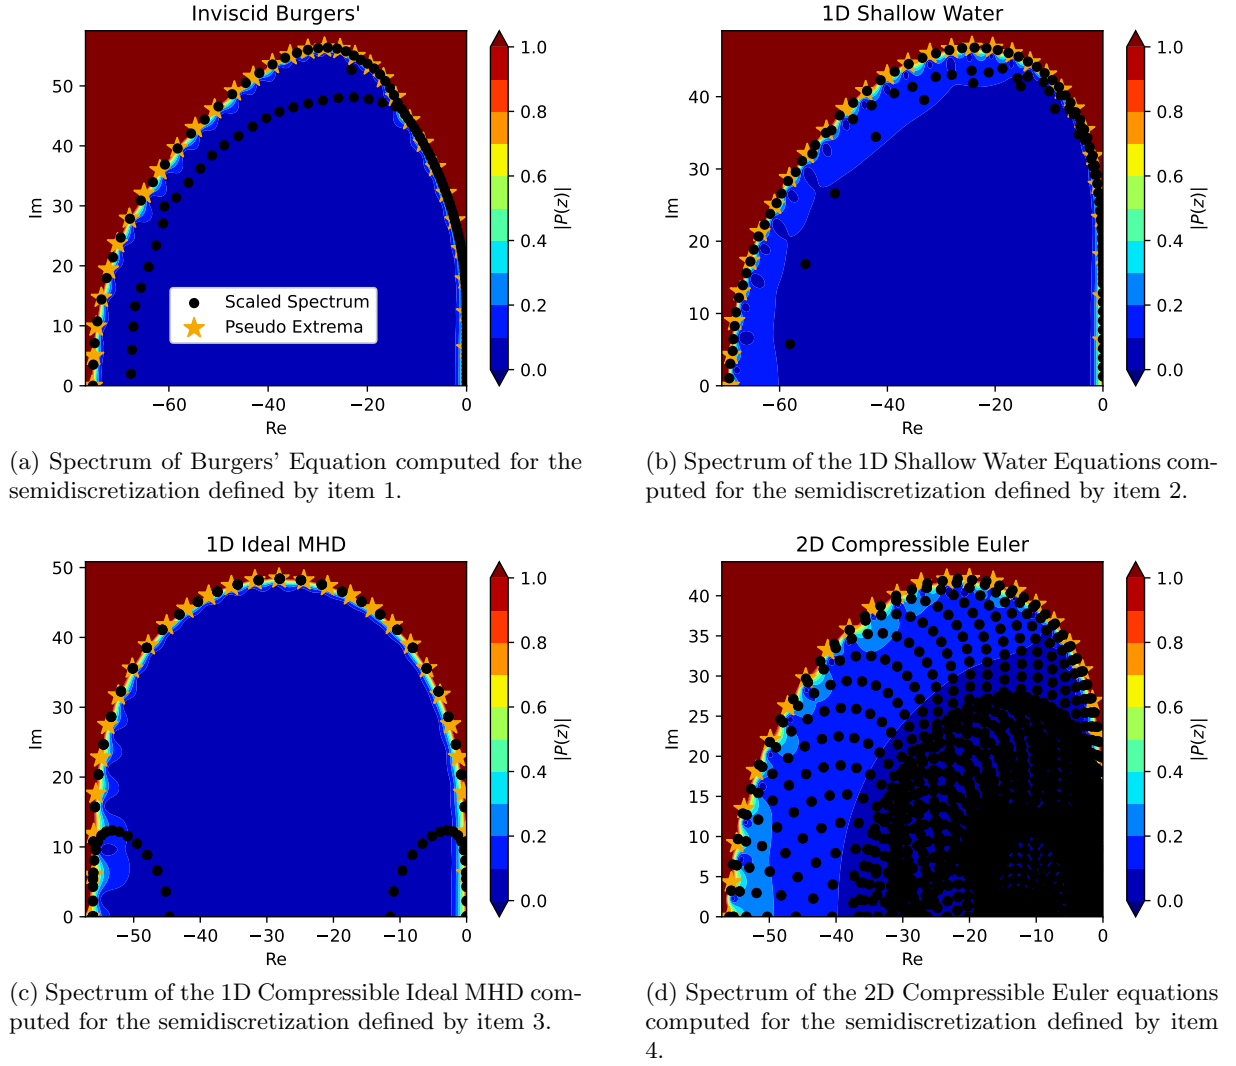 Inviscid Burgers'
50
40
30
20
10
0
Im
−60
−40
−20
0
Re
Scaled Spectrum
Pseudo Extrema
1.0
0.8
0.6
0.4
0.2
0.0
|P(z)|
(a) Spectrum of Burgers’ Equation computed for the
semidiscretization defined by item 1.
1D Shallow Water
40
30
20
10
0
Im
−60
−40
−20
0
Re
1.0
0.8
0.6
0.4
0.2
0.0
|P(z)|
(b) Spectrum of the 1D Shallow Water Equations com-
puted for the semidiscretization defined by item 2.
1D Ideal MHD
50
40
30
20
10
0
Im
−50
−40
−30
−20
−10
0
Re
1.0
0.8
0.6
0.4
0.2
0.0
|P(z)|
(c) Spectrum of the 1D Compressible Ideal MHD com-
puted for the semidiscretization defined by item 3.
2D Compressible Euler
40
35
30
25
20
15
10
5
0
Im
−50
−40
−30
−20
−10
0
Re
1.0
0.8
0.6
0.4
0.2
0.0
|P(z)|
(d) Spectrum of the 2D Compressible Euler equations
computed for the semidiscretization defined by item
4.